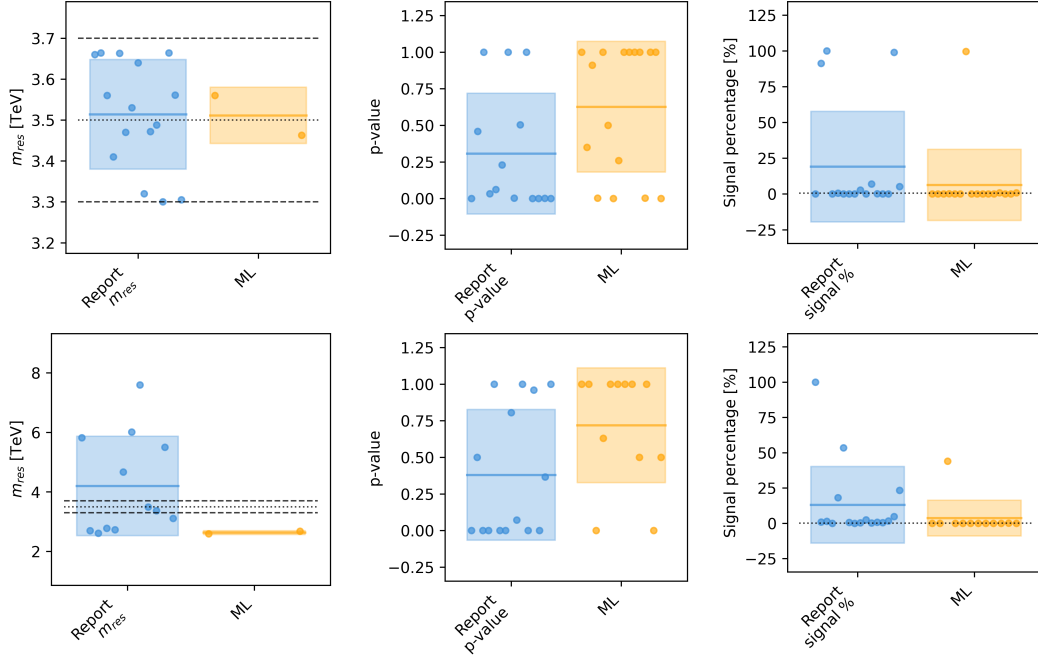 3.7
3.6
3.5
3.4
3.3
3.2
m_res [TeV]
Report
m_res
ML
1.25
1.00
0.75
0.50
0.25
0.00
−0.25
p-value
Report
p-value
ML
125
100
75
50
25
0
−25
Signal percentage [%]
Report
signal %
ML
8
6
4
2
m_res [TeV]
Report
m_res
ML
1.25
1.00
0.75
0.50
0.25
0.00
−0.25
p-value
Report
p-value
ML
125
100
75
50
25
0
−25
Signal percentage [%]
Report
signal %
ML